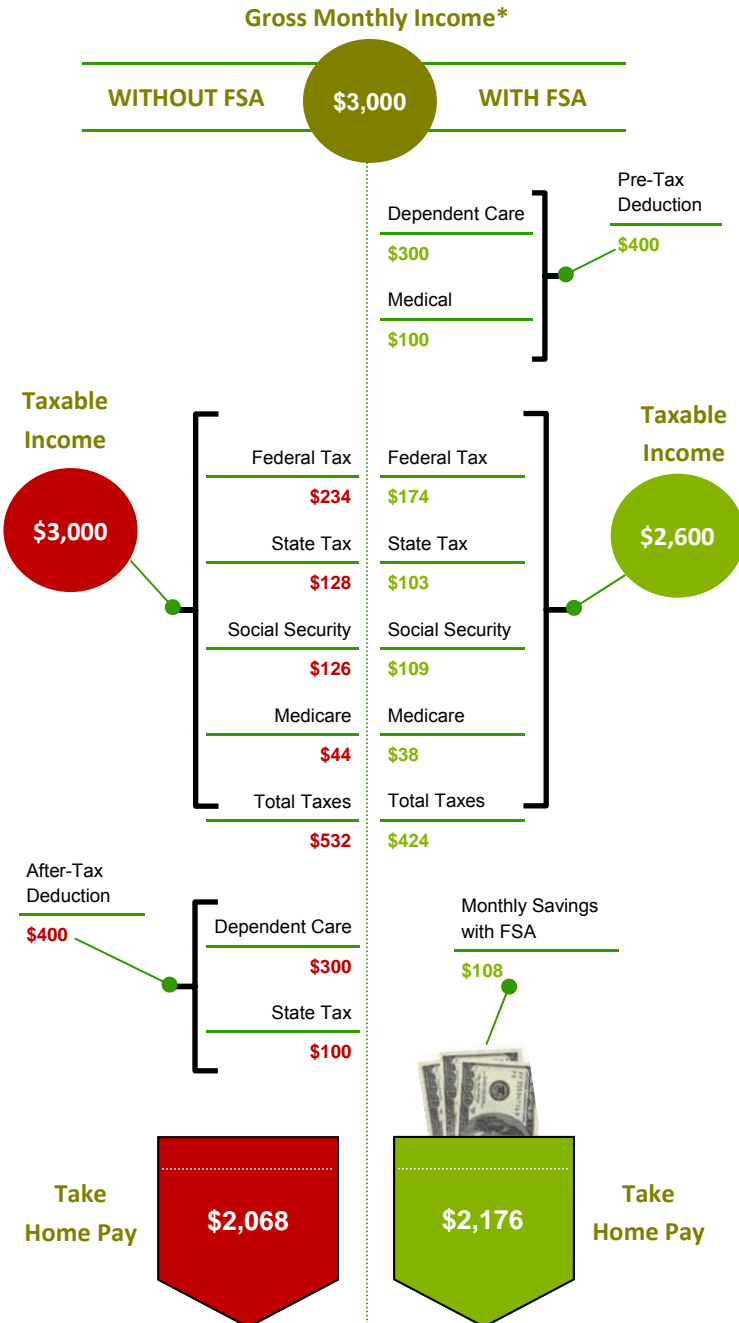 Gross Monthly Income*
WITHOUT FSA
$3,000
WITH FSA
Dependent Care
$300
Medical
$100
Pre-Tax
Deduction
$400
Taxable
Income
$3,000
Federal Tax
$234
State Tax
$128
Social Security
$126
Medicare
$44
Total Taxes
$532
Federal Tax
$174
State Tax
$103
Social Security
$109
Medicare
$38
Total Taxes
$424
Taxable
Income
$2,600
After-Tax
Deduction
$400
Dependent Care
$300
State Tax
$100
Monthly Savings
with FSA
$108
Take
Home Pay
$2,068
$2,176
Take
Home Pay